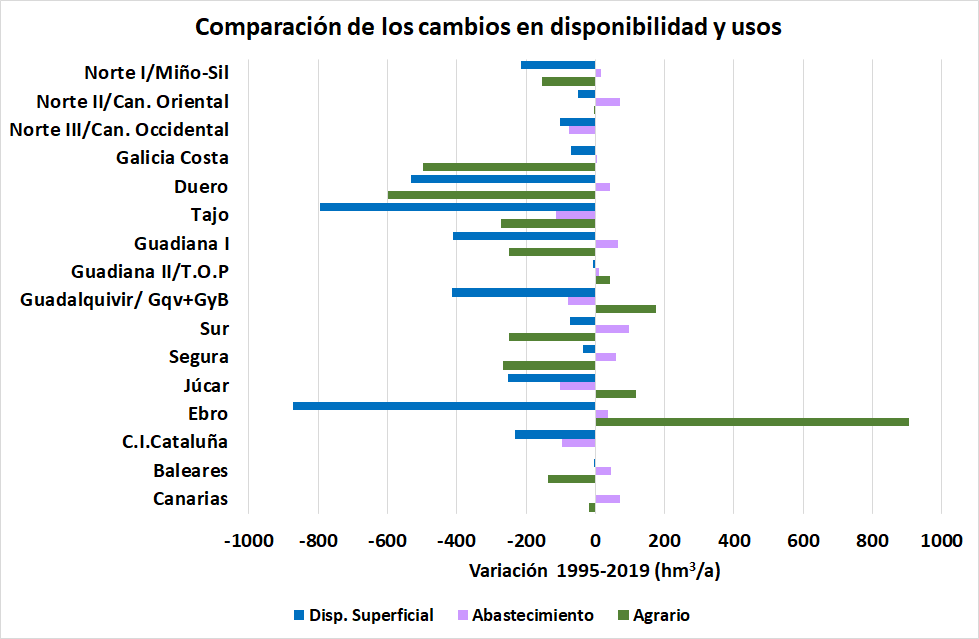 Comparación de los cambios en disponibilidad y usos
Norte I/Miño-Sil
Norte II/Can. Oriental
Norte III/Can. Occidental
Galicia Costa
Duero
Tajo
Guadiana I
Guadiana II/T.O.P
Guadalquivir/ Gqv+GyB
Sur
Segura
Júcar
Ebro
C.I.Cataluña
Baleares
Canarias
-1000 -800 -600 -400 -200 0 200 400 600 800 1000
Variación 1995-2019 (hm³/a)
Disp. Superficial Abastecimiento Agrario